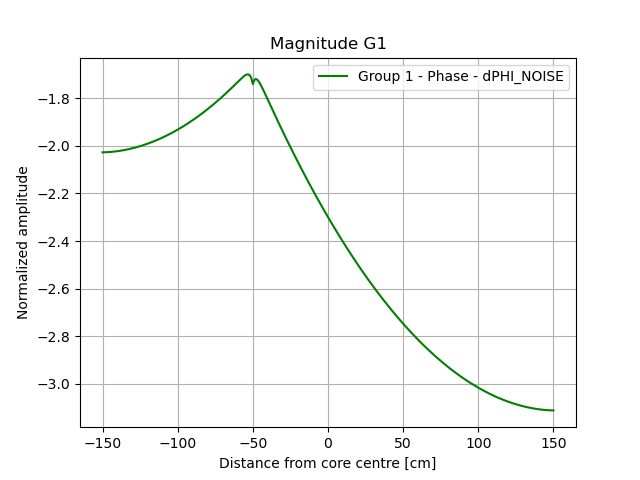 Magnitude G1
Group 1 - Phase - dPHI_NOISE
Normalized amplitude
−1.8
−2.0
−2.2
−2.4
−2.6
−2.8
−3.0
−150 −100 −50 0 50 100 150
Distance from core centre [cm]